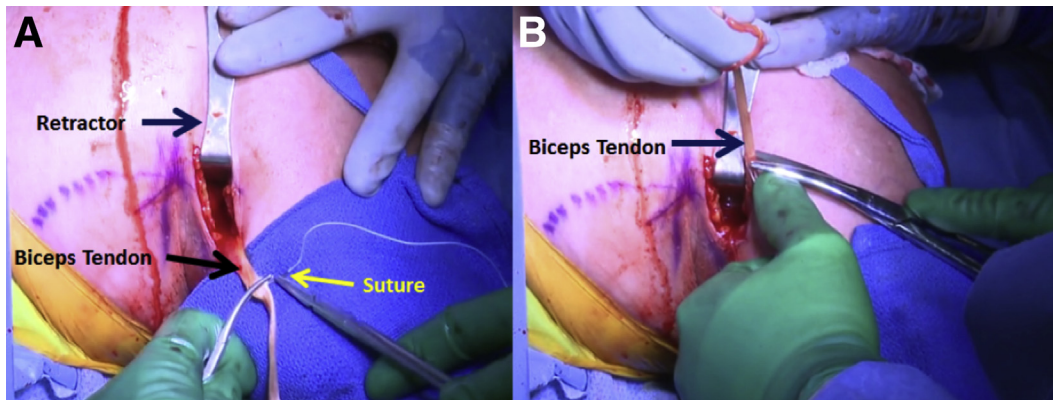 A
Retractor
Biceps Tendon
Suture
B
Biceps Tendon